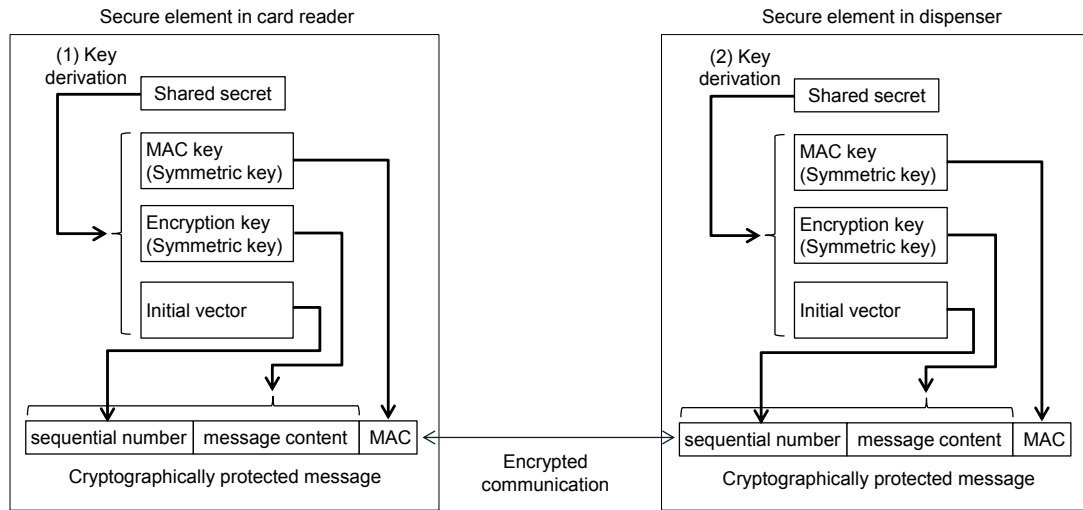 Secure element in card reader
(1) Key
derivation
Shared secret
MAC key
(Symmetric key)
Encryption key
(Symmetric key)
Initial vector
sequential number message content MAC
Cryptographically protected message
Encrypted
communication
Secure element in dispenser
(2) Key
derivation
Shared secret
MAC key
(Symmetric key)
Encryption key
(Symmetric key)
Initial vector
sequential number message content MAC
Cryptographically protected message